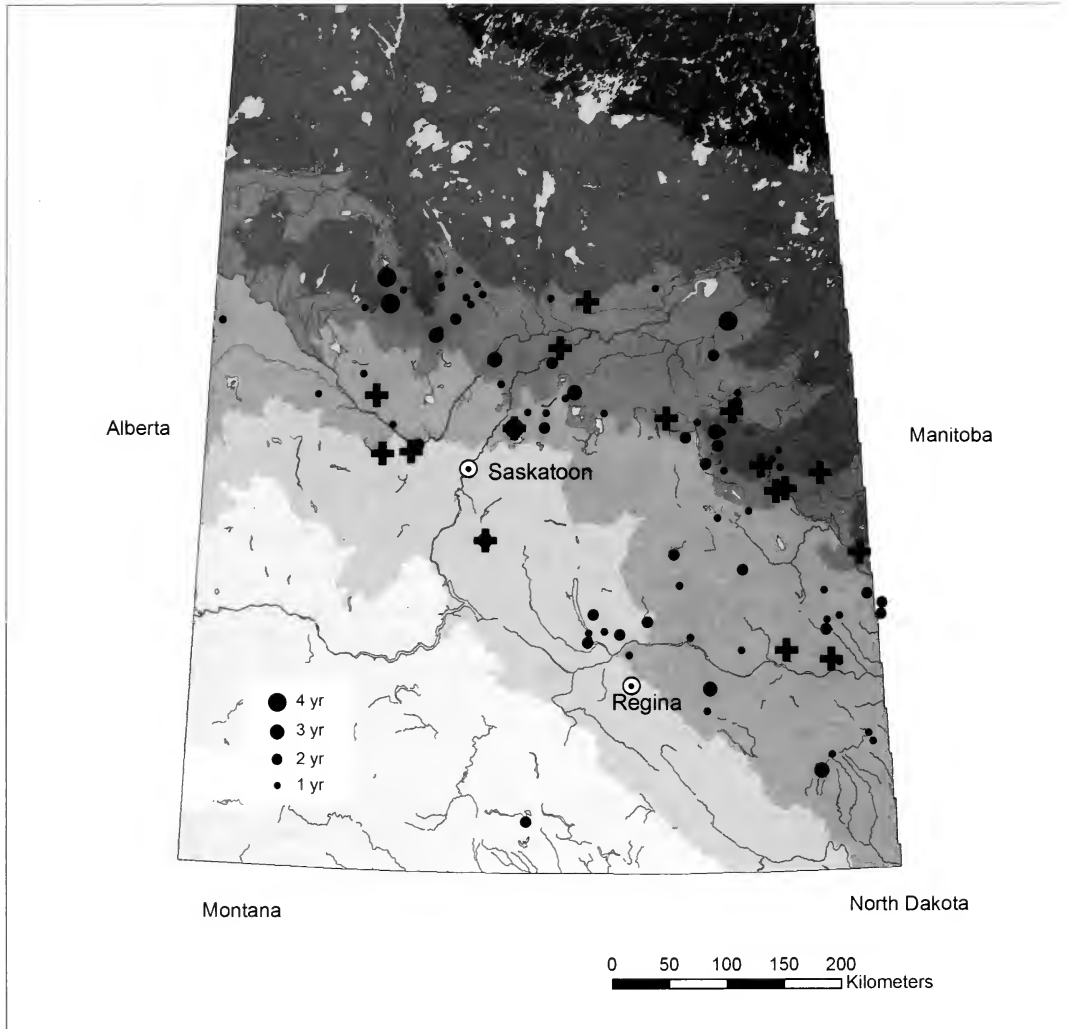 Alberta
Manitoba
Saskatoon
Regina
4 yr
3 yr
2 yr
1 yr
Montana
North Dakota
0 50 100 150 200
Kilometers